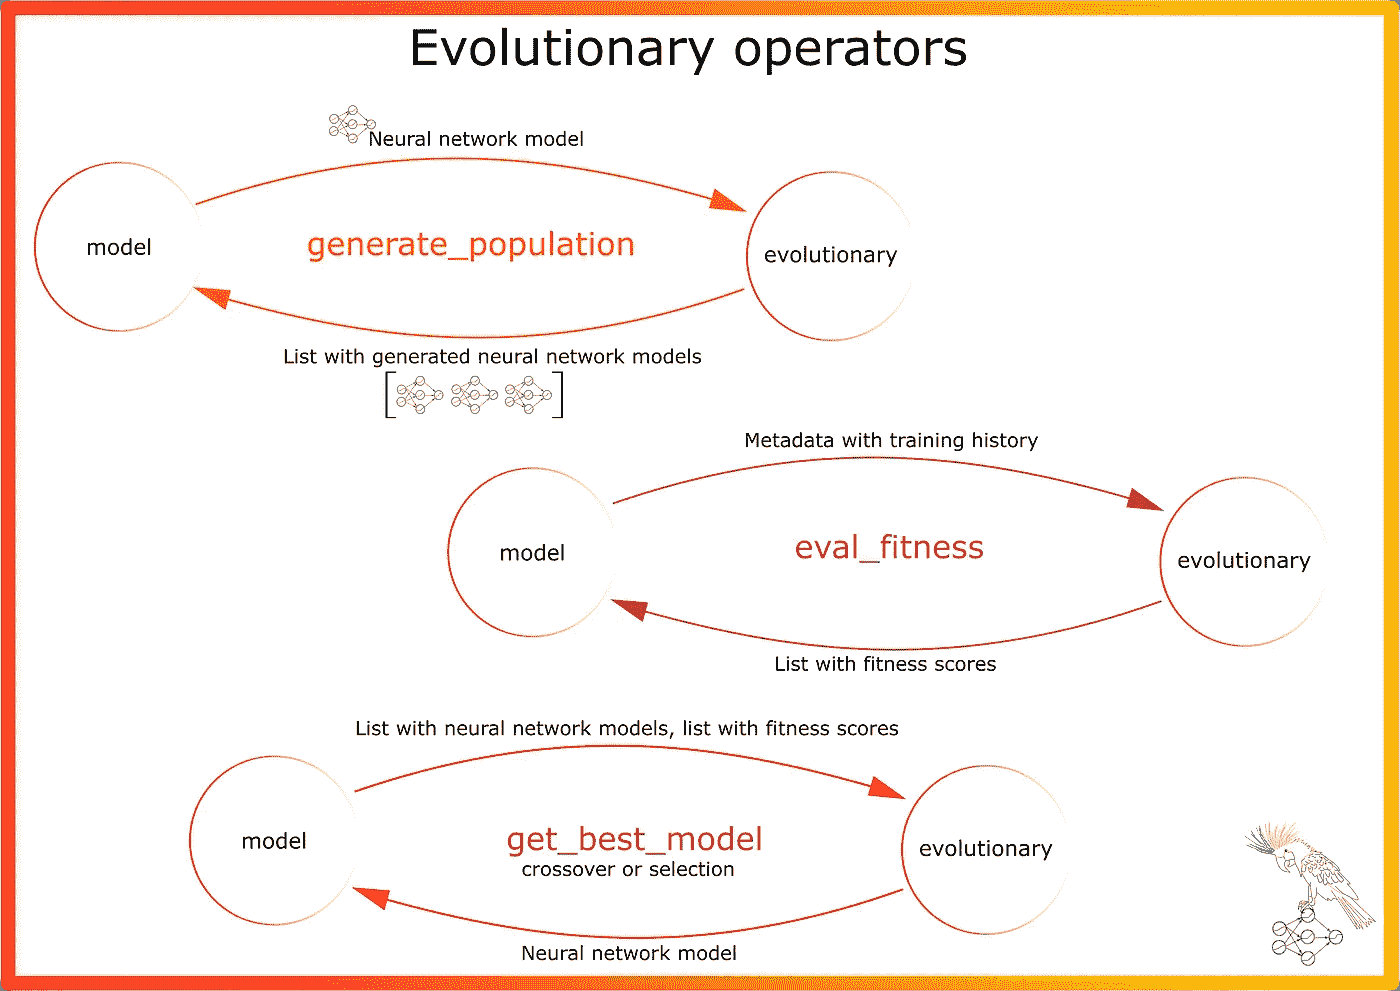 Evolutionary operators
Neural network model
model
generate_population
evolutionary
List with generated neural network models
Metadata with training history
model
eval_fitness
evolutionary
List with fitness scores
List with neural network models, list with fitness scores
model
get_best_model
crossover or selection
evolutionary
Neural network model